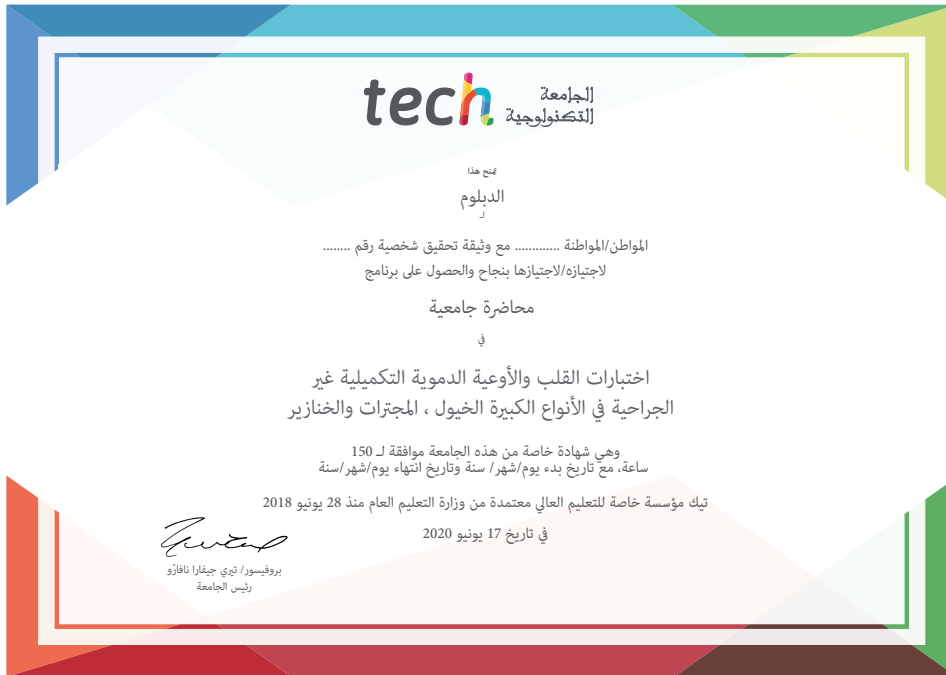 tech الجامعة
التكنولوجية
يمنح هذا
الدبلوم
لـ
المواطن/المواطنة ............ مع وثيقة تحقيق شخصية رقم ........
لاجتيازه/لاجتيازها بنجاح والحصول على برنامج
محاضرة جامعية
في
اختبارات القلب والأوعية الدموية التكميلية غير
الجراحية في الأنواع الكبيرة الخيول ، المجترات والخنازير
وهي شهادة خاصة من هذه الجامعة موافقة لـ 150
ساعة، مع تاريخ بدء يوم/شهر/ سنة وتاريخ انتهاء يوم/شهر/سنة
تيك مؤسسة خاصة للتعليم العالي معتمدة من وزارة التعليم العام منذ 28 يونيو 2018
في تاريخ 17 يونيو 2020
بروفيسور/ تيري جيفارا نافارّو
رئيس الجامعة